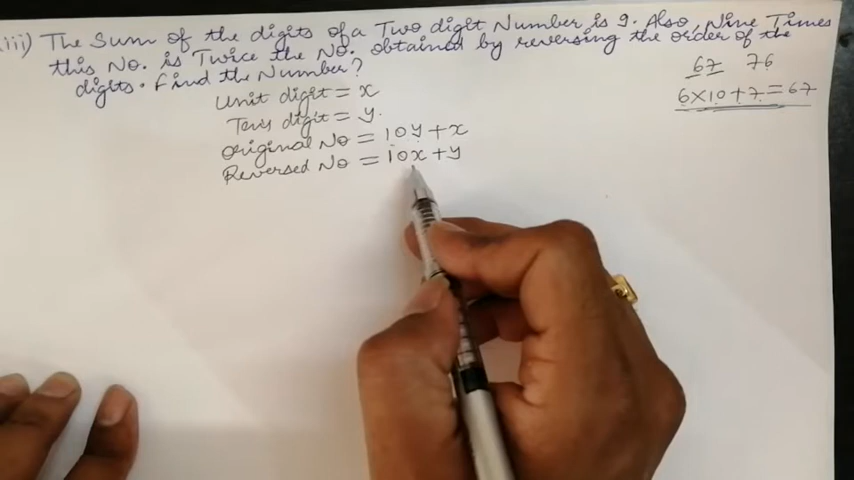 iii) The Sum of the digits of a Two digit Number is 9. Also, Nine Times
this No. is Twice the No. obtained by reversing the order of the
digits. Find the Number?
67 76
6×10+7=67
Unit digit = x
Tens digit = y.
Original No = 10y+x
Reversed No = 10x+y